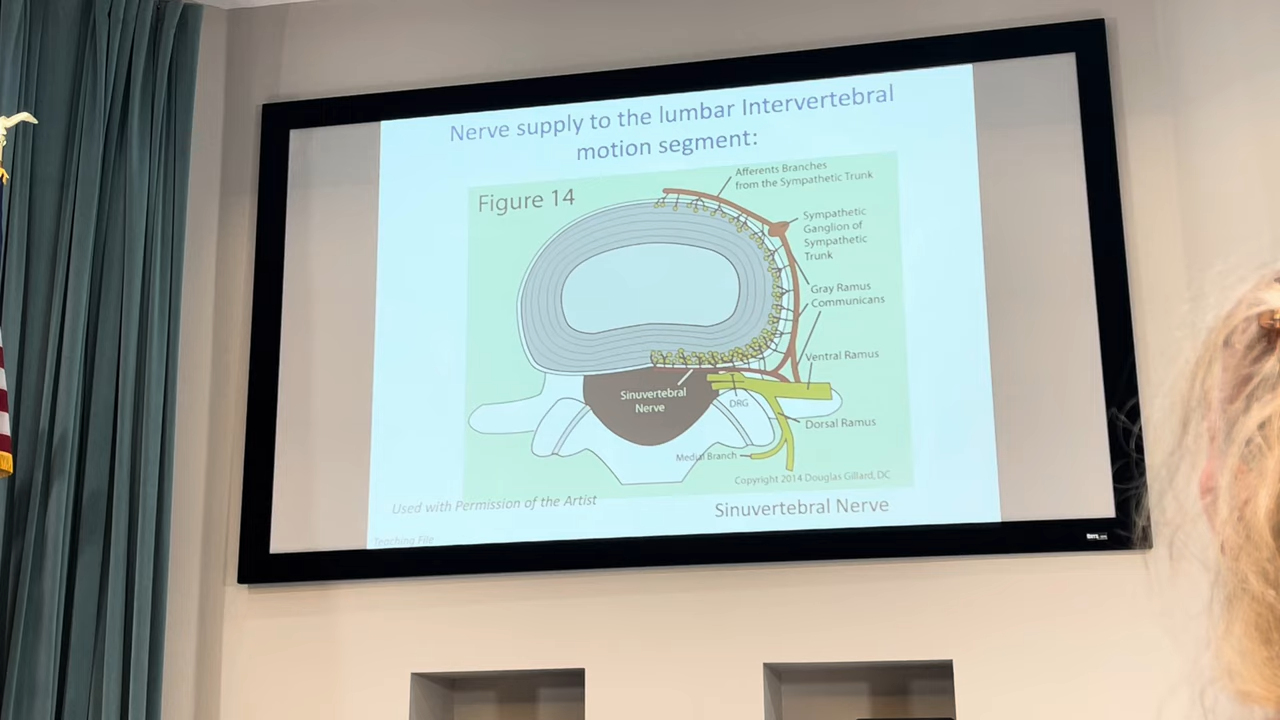 Nerve supply to the lumbar Intervertebral
motion segment:
Figure 14
Afferents Branches
from the Sympathetic Trunk
Sympathetic
Ganglion of
Sympathetic
Trunk
Gray Ramus
Communicans
Ventral Ramus
Sinuvertebral
Nerve
DRG
Dorsal Ramus
Medial Branch
Copyright 2014 Douglas Gillard, DC
Used with Permission of the Artist
Sinuvertebral Nerve
Teaching File